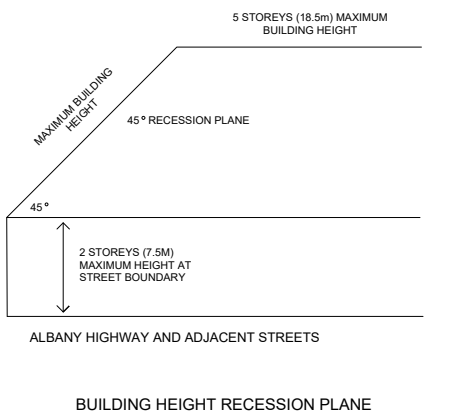 5 STOREYS (18.5m) MAXIMUM
BUILDING HEIGHT
MAXIMUM BUILDING
HEIGHT
45° RECESSION PLANE
45°
2 STOREYS (7.5M)
MAXIMUM HEIGHT AT
STREET BOUNDARY
ALBANY HIGHWAY AND ADJACENT STREETS
BUILDING HEIGHT RECESSION PLANE